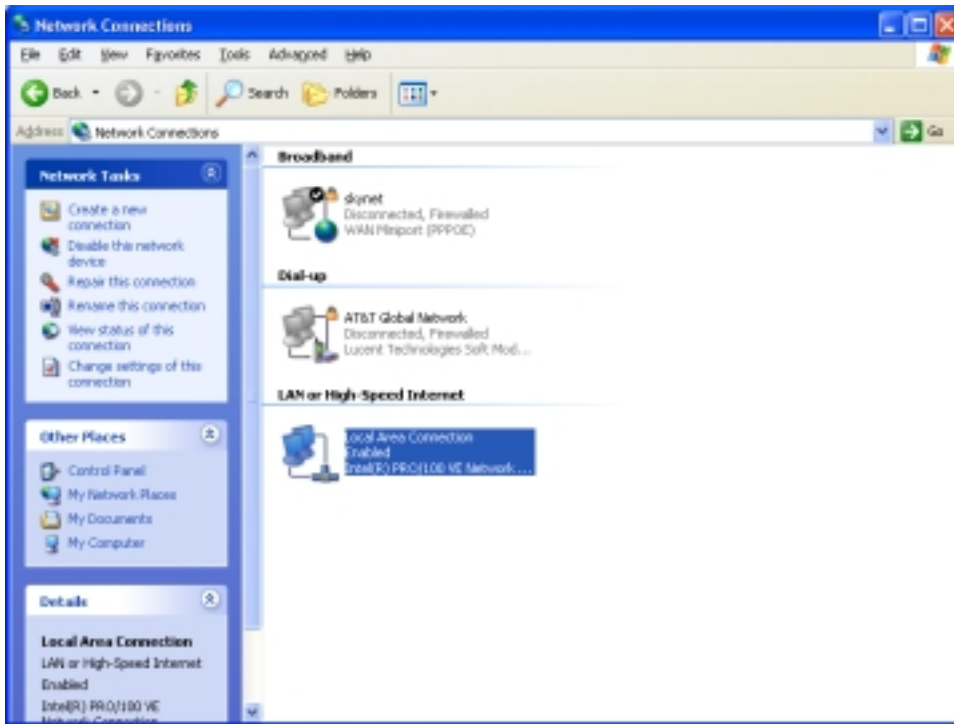 Network Connections
File Edit View Favorites Tools Advanced Help
Back Search Folders
Address Network Connections Go
Network Tasks
Create a new
connection
Disable this network
device
Repair this connection
Rename this connection
View status of this
connection
Change settings of this
connection
Other Places
Control Panel
My Network Places
My Documents
My Computer
Details
Local Area Connection
LAN or High-Speed Internet
Enabled
Intel(R) PRO/100 VE
Network Connection
Broadband
skynet
Disconnected, Firewalled
WAN Miniport (PPPOE)
Dial-up
AT&T Global Network
Disconnected, Firewalled
Lucent Technologies Soft Mod...
LAN or High-Speed Internet
Local Area Connection
Enabled
Intel(R) PRO/100 VE Network ...